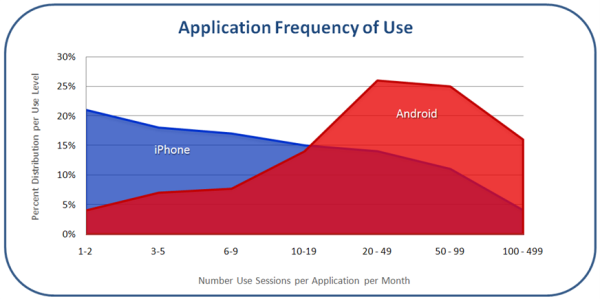 Application Frequency of Use
30%
25%
20%
15%
10%
5%
0%
Percent Distribution per Use Level
iPhone
Android
1-2
3-5
6-9
10-19
20 - 49
50 - 99
100 - 499
Number Use Sessions per Application per Month